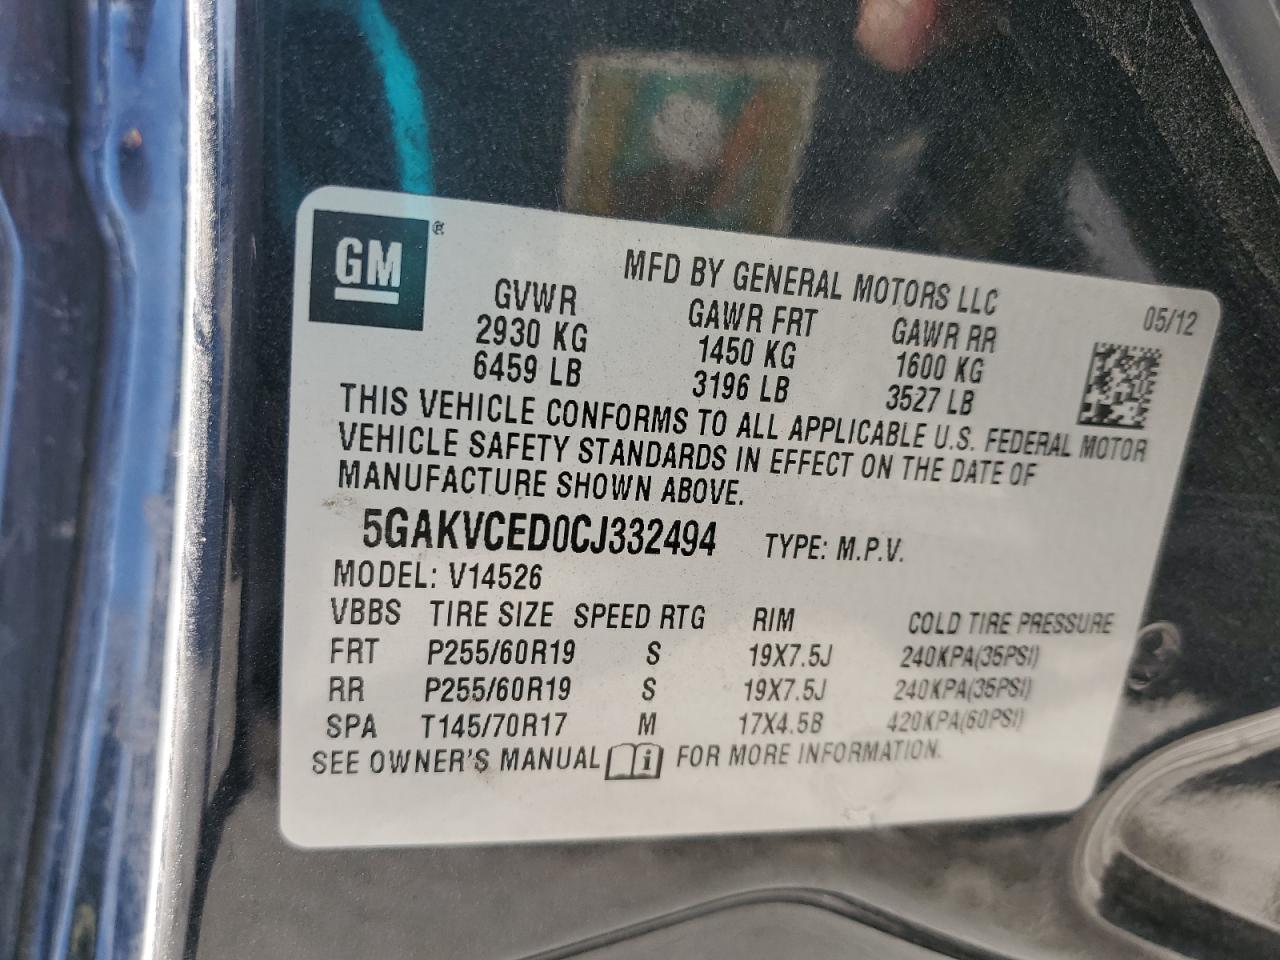 GM ®
MFD BY GENERAL MOTORS LLC
05/12
GVWR GAWR FRT GAWR RR
2930 KG 1450 KG 1600 KG
6459 LB 3196 LB 3527 LB
THIS VEHICLE CONFORMS TO ALL APPLICABLE U.S. FEDERAL MOTOR
VEHICLE SAFETY STANDARDS IN EFFECT ON THE DATE OF
MANUFACTURE SHOWN ABOVE.
5GAKVCED0CJ332494 TYPE: M.P.V.
MODEL: V14526
VBBS TIRE SIZE SPEED RTG RIM COLD TIRE PRESSURE
FRT P255/60R19 S 19X7.5J 240KPA(35PSI)
RR P255/60R19 S 19X7.5J 240KPA(35PSI)
SPA T145/70R17 M 17X4.5B 420KPA(60PSI)
SEE OWNER'S MANUAL i FOR MORE INFORMATION.